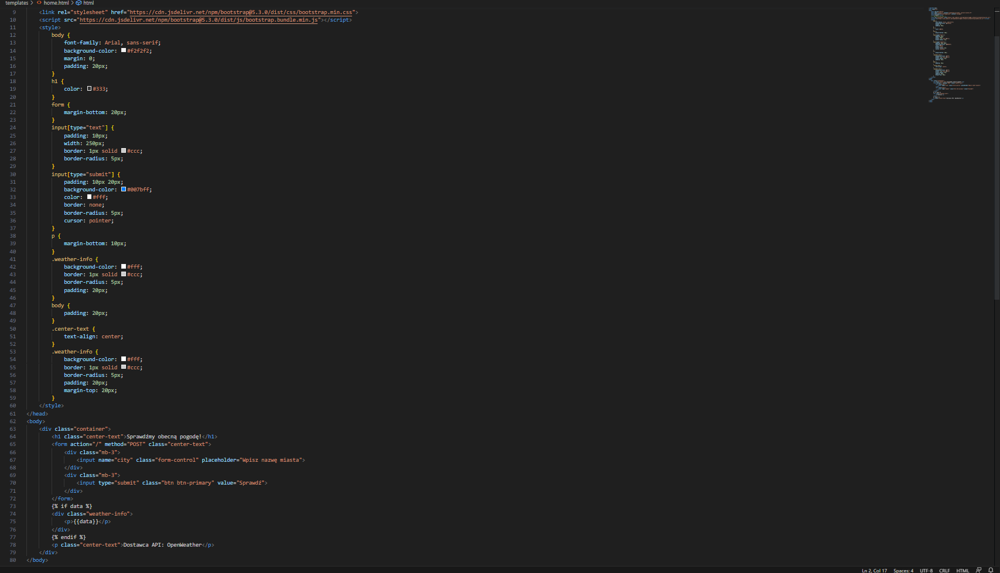 templates > home.html > html
9 <link rel="stylesheet" href="https://cdn.jsdelivr.net/npm/bootstrap@5.3.0/dist/css/bootstrap.min.css">
10 <script src="https://cdn.jsdelivr.net/npm/bootstrap@5.3.0/dist/js/bootstrap.bundle.min.js"></script>
11 <style>
12 body {
13 font-family: Arial, sans-serif;
14 background-color: #f2f2f2;
15 margin: 0;
16 padding: 20px;
17 }
18 h1 {
19 color: #333;
20 }
21 form {
22 margin-bottom: 20px;
23 }
24 input[type="text"] {
25 padding: 10px;
26 width: 250px;
27 border: 1px solid #ccc;
28 border-radius: 5px;
29 }
30 input[type="submit"] {
31 padding: 10px 20px;
32 background-color: #007bff;
33 color: #fff;
34 border: none;
35 border-radius: 5px;
36 cursor: pointer;
37 }
38 p {
39 margin-bottom: 10px;
40 }
41 .weather-info {
42 background-color: #fff;
43 border: 1px solid #ccc;
44 border-radius: 5px;
45 padding: 20px;
46 }
47 body {
48 padding: 20px;
49 }
50 .center-text {
51 text-align: center;
52 }
53 .weather-info {
54 background-color: #fff;
55 border: 1px solid #ccc;
56 border-radius: 5px;
57 padding: 20px;
58 margin-top: 20px;
59 }
60 </style>
61 </head>
62 <body>
63 <div class="container">
64 <h1 class="center-text">Sprawdźmy obecną pogodę!</h1>
65 <form action="/" method="POST" class="center-text">
66 <div class="mb-3">
67 <input name="city" class="form-control" placeholder="Wpisz nazwę miasta">
68 </div>
69 <div class="mb-3">
70 <input type="submit" class="btn btn-primary" value="Sprawdź">
71 </div>
72 </form>
73 {% if data %}
74 <div class="weather-info">
75 <p>{{data}}</p>
76 </div>
77 {% endif %}
78 <p class="center-text">Dostawca API: OpenWeather</p>
79 </div>
80 </body>
Ln 2, Col 17 Spaces: 4 UTF-8 CRLF HTML